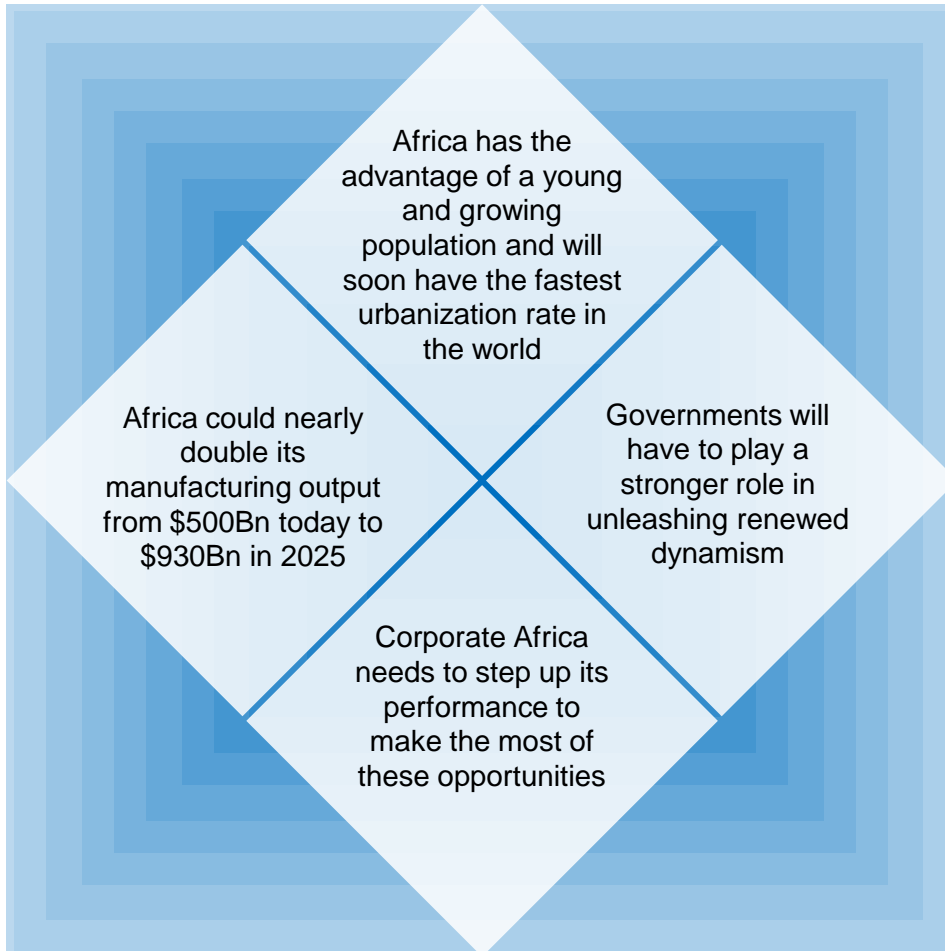 Africa has the
advantage of a young
and growing
population and will
soon have the fastest
urbanization rate in
the world
Africa could nearly
double its
manufacturing output
from $500Bn today to
$930Bn in 2025
Governments will
have to play a
stronger role in
unleashing renewed
dynamism
Corporate Africa
needs to step up its
performance to
make the most of
these opportunities